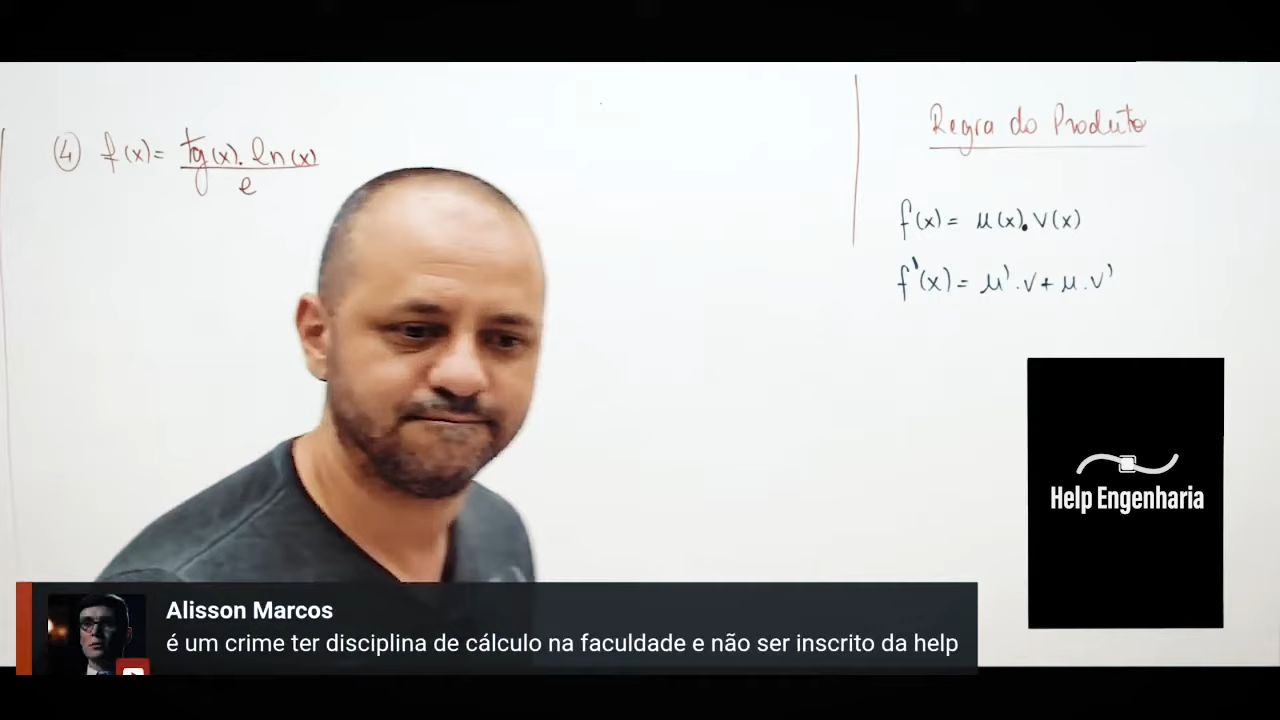 ④ f(x) = tg(x) . ln(x)
e
Regra do Produto
f(x) = μ(x) . v(x)
f'(x) = μ' . v + μ . v'
Help Engenharia
Alisson Marcos
é um crime ter disciplina de cálculo na faculdade e não ser inscrito da help